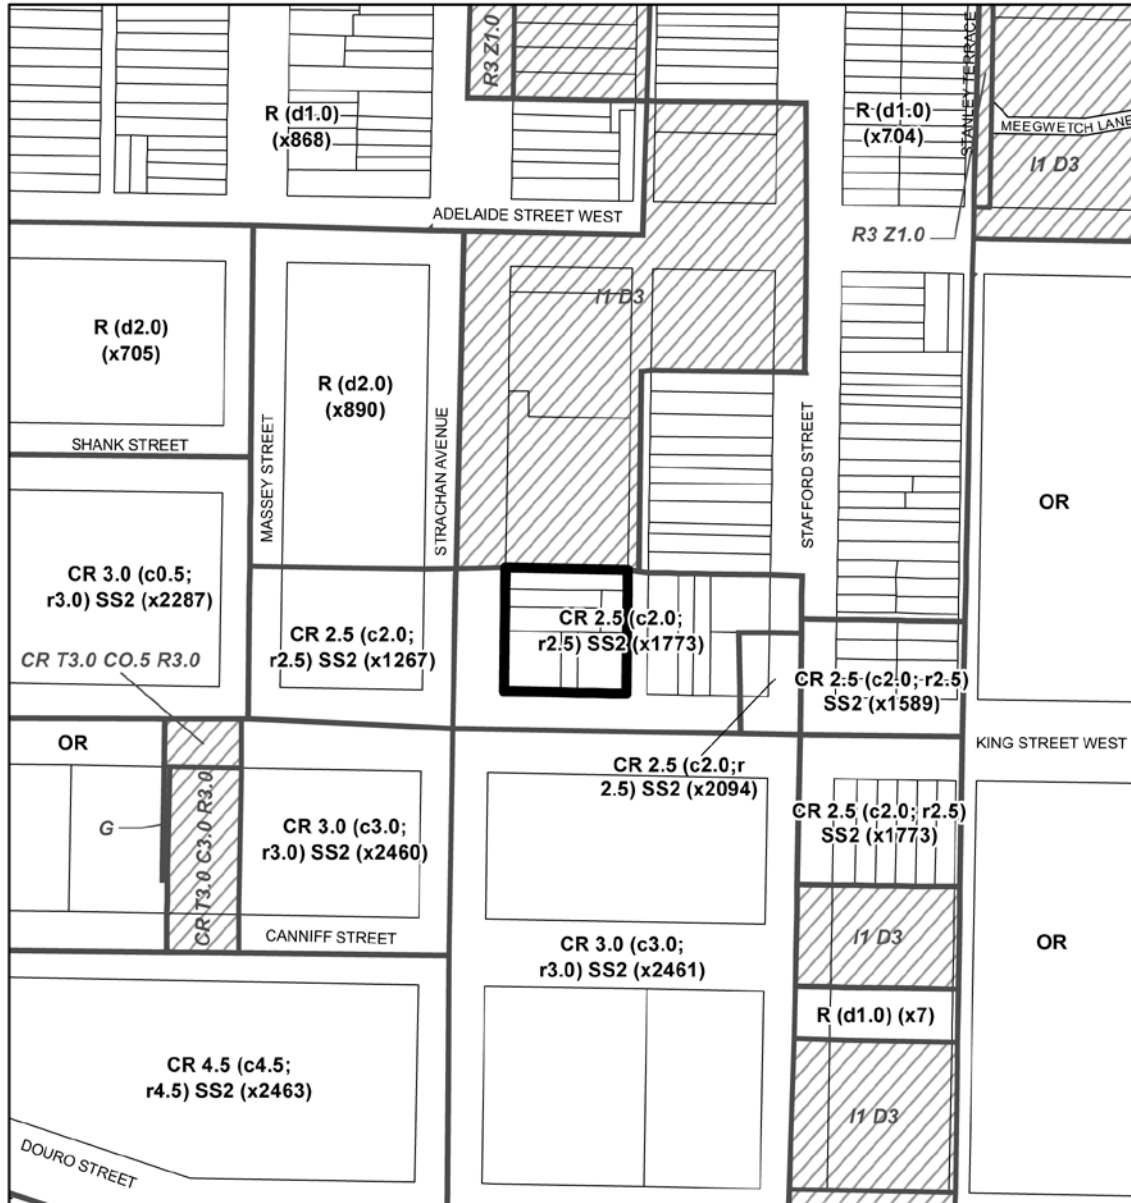 R3 Z1.0
STANLEY TERRACE
R (d1.0)
(x868)
R (d1.0)
(x704)
MEEGWETCH LANE
I1 D3
ADELAIDE STREET WEST
R3 Z1.0
I1 D3
R (d2.0)
(x705)
R (d2.0)
(x890)
SHANK STREET
MASSEY STREET
STRACHAN AVENUE
STAFFORD STREET
OR
CR 3.0 (c0.5;
r3.0) SS2 (x2287)
CR 2.5 (c2.0;
r2.5) SS2 (x1267)
CR 2.5 (c2.0;
r2.5) SS2 (x1773)
CR T3.0 CO.5 R3.0
CR 2.5 (c2.0; r2.5)
SS2 (x1589)
OR
KING STREET WEST
CR 2.5 (c2.0;r
2.5) SS2 (x2094)
G
CR T3.0 C3.0 R3.0
CR 3.0 (c3.0;
r3.0) SS2 (x2460)
CR 2.5 (c2.0; r2.5)
SS2 (x1773)
CANNIFF STREET
CR 3.0 (c3.0;
r3.0) SS2 (x2461)
I1 D3
OR
R (d1.0) (x7)
CR 4.5 (c4.5;
r4.5) SS2 (x2463)
I1 D3
DOURO STREET